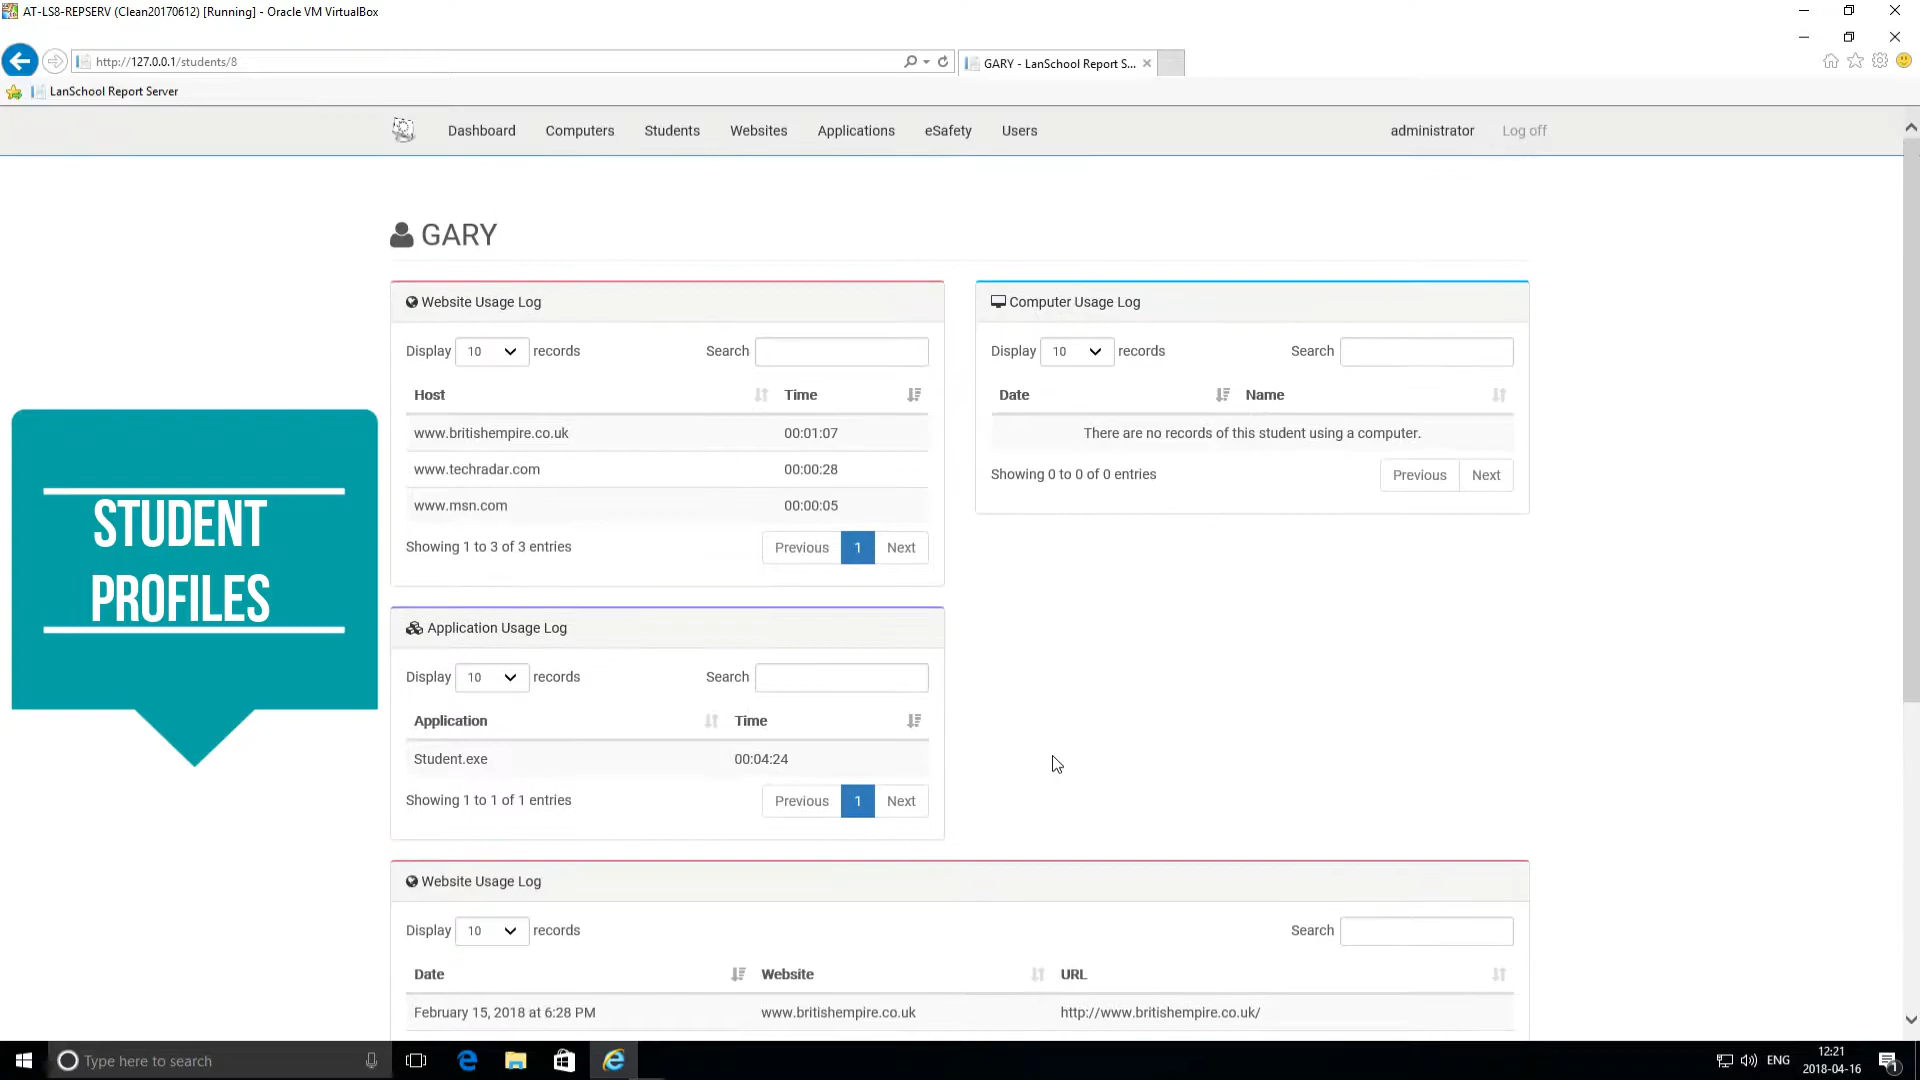 AT-LS8-REPSERV (Clean20170612) [Running] - Oracle VM VirtualBox
http://127.0.0.1/students/8
GARY - LanSchool Report S...
LanSchool Report Server
Dashboard Computers Students Websites Applications eSafety Users administrator Log off
GARY
Website Usage Log
Display 10 records Search
Host Time
www.britishempire.co.uk 00:01:07
www.techradar.com 00:00:28
www.msn.com 00:00:05
Showing 1 to 3 of 3 entries Previous 1 Next
Computer Usage Log
Display 10 records Search
Date Name
There are no records of this student using a computer.
Showing 0 to 0 of 0 entries Previous Next
STUDENT
PROFILES
Application Usage Log
Display 10 records Search
Application Time
Student.exe 00:04:24
Showing 1 to 1 of 1 entries Previous 1 Next
Website Usage Log
Display 10 records Search
Date Website URL
February 15, 2018 at 6:28 PM www.britishempire.co.uk http://www.britishempire.co.uk/
Type here to search
ENG
12:21
2018-04-16
1